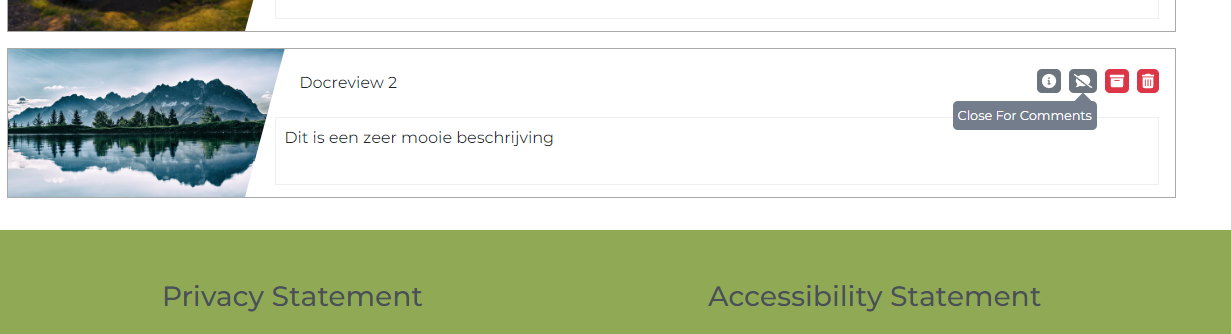 Docreview 2
Close For Comments
Dit is een zeer mooie beschrijving
Privacy Statement
Accessibility Statement